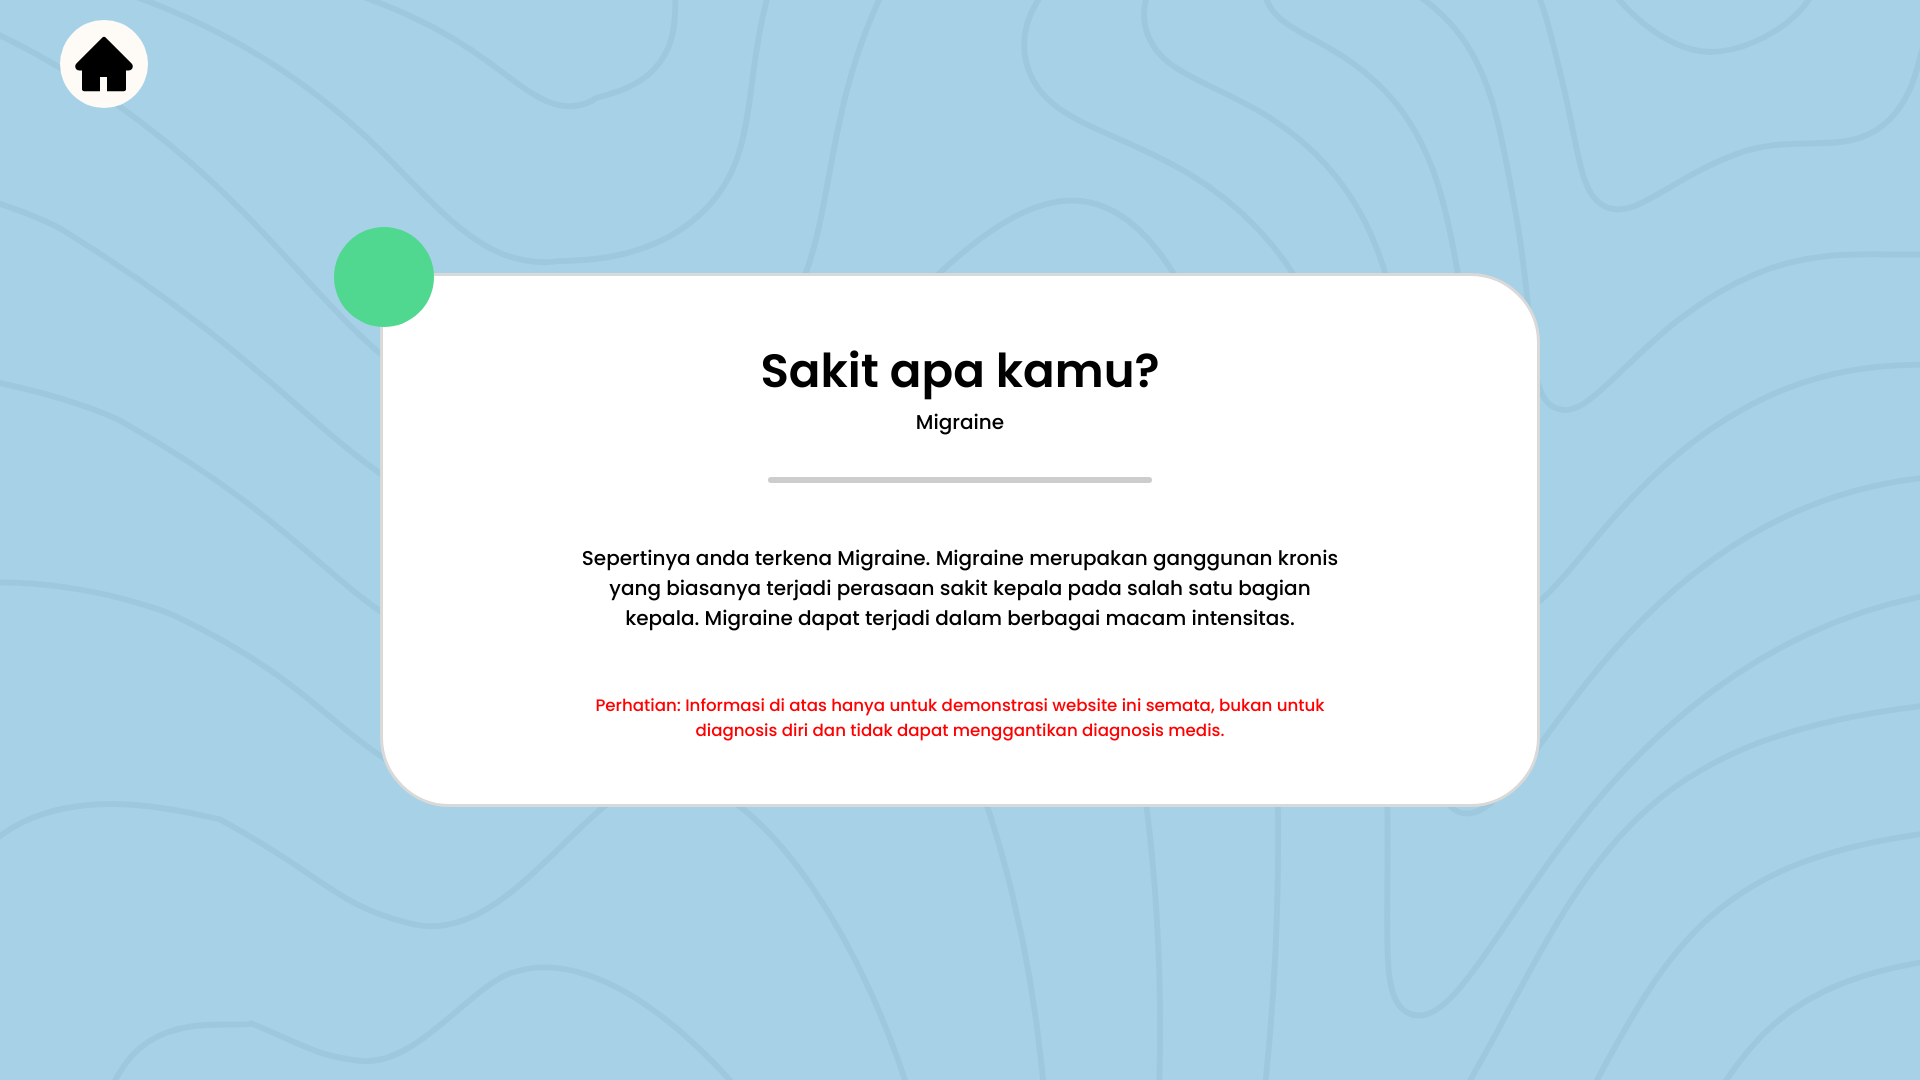 Sakit apa kamu?
Migraine
Sepertinya anda terkena Migraine. Migraine merupakan ganggunan kronis
yang biasanya terjadi perasaan sakit kepala pada salah satu bagian
kepala. Migraine dapat terjadi dalam berbagai macam intensitas.
Perhatian: Informasi di atas hanya untuk demonstrasi website ini semata, bukan untuk
diagnosis diri dan tidak dapat menggantikan diagnosis medis.